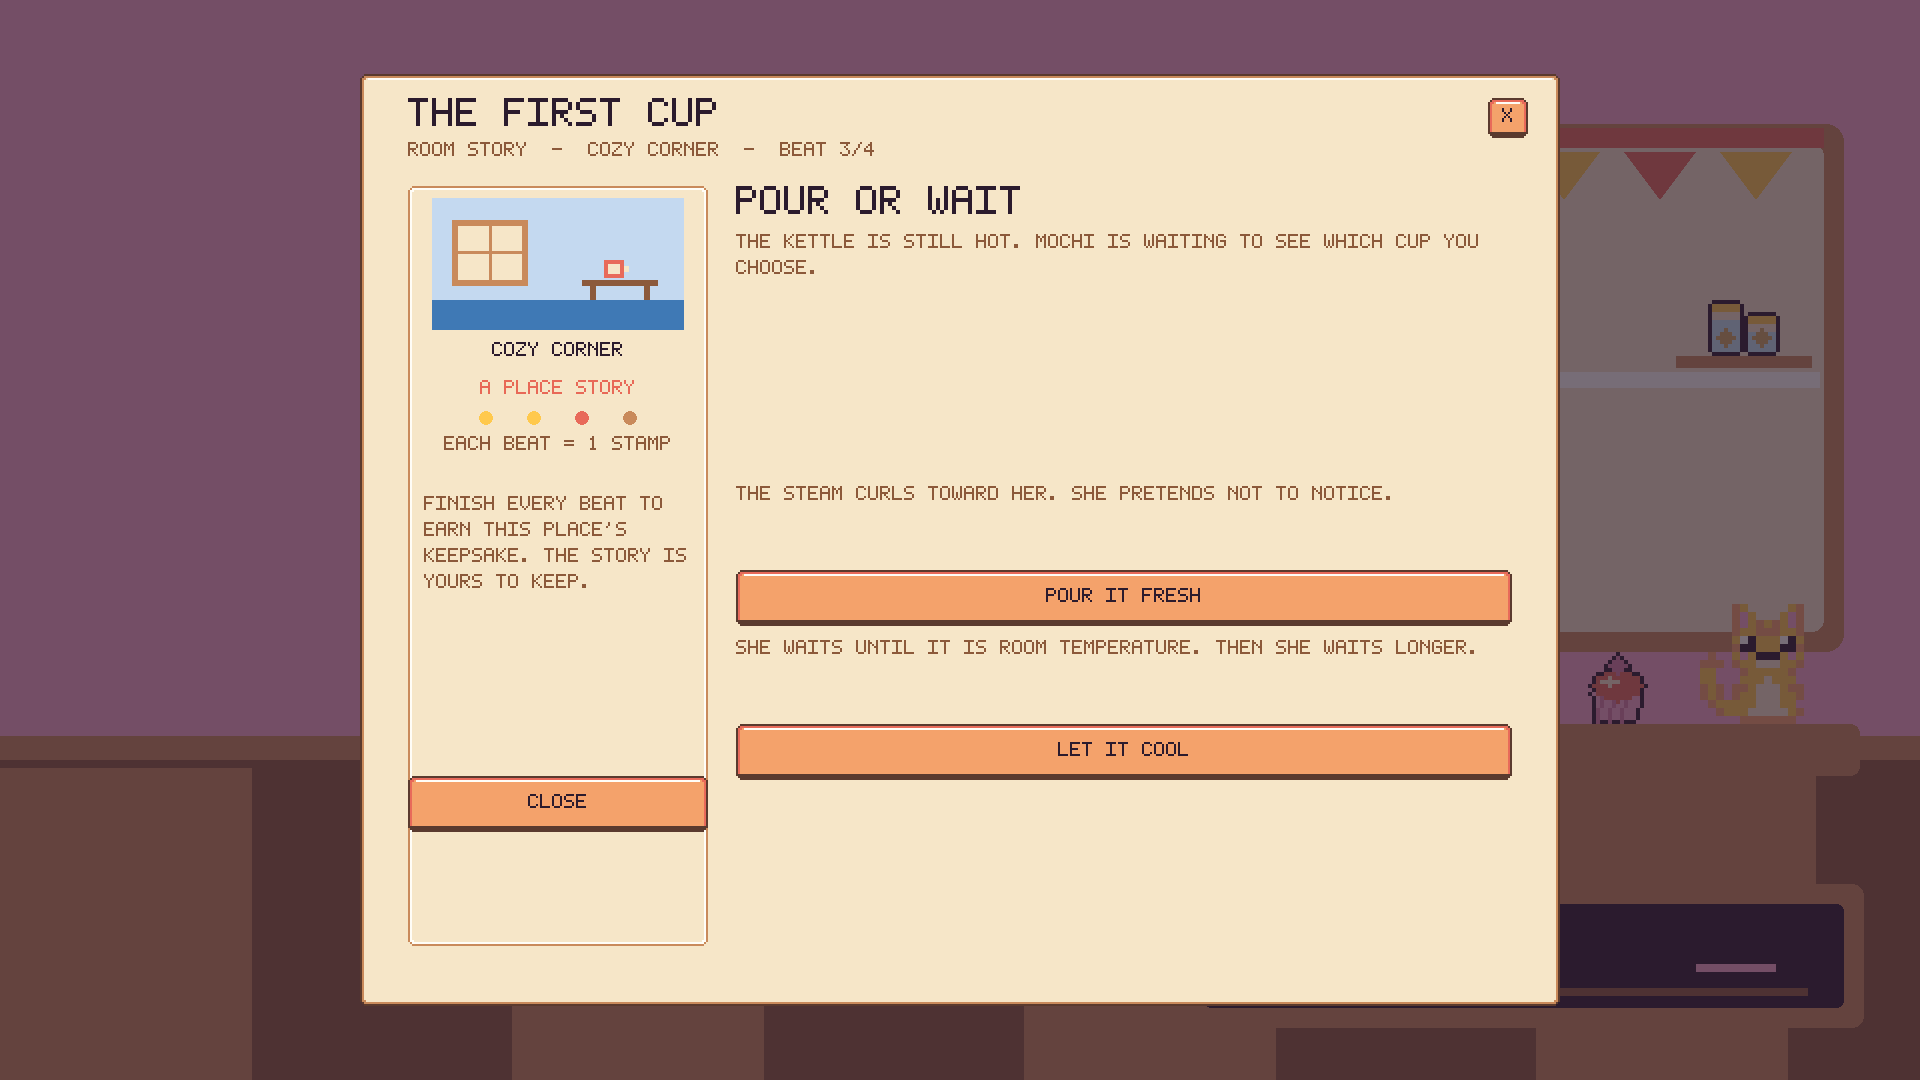 THE FIRST CUP
X
ROOM STORY - COZY CORNER - BEAT 3/4
COZY CORNER
A PLACE STORY
EACH BEAT = 1 STAMP
FINISH EVERY BEAT TO
EARN THIS PLACE'S
KEEPSAKE. THE STORY IS
YOURS TO KEEP.
CLOSE
POUR OR WAIT
THE KETTLE IS STILL HOT. MOCHI IS WAITING TO SEE WHICH CUP YOU
CHOOSE.
THE STEAM CURLS TOWARD HER. SHE PRETENDS NOT TO NOTICE.
POUR IT FRESH
SHE WAITS UNTIL IT IS ROOM TEMPERATURE. THEN SHE WAITS LONGER.
LET IT COOL